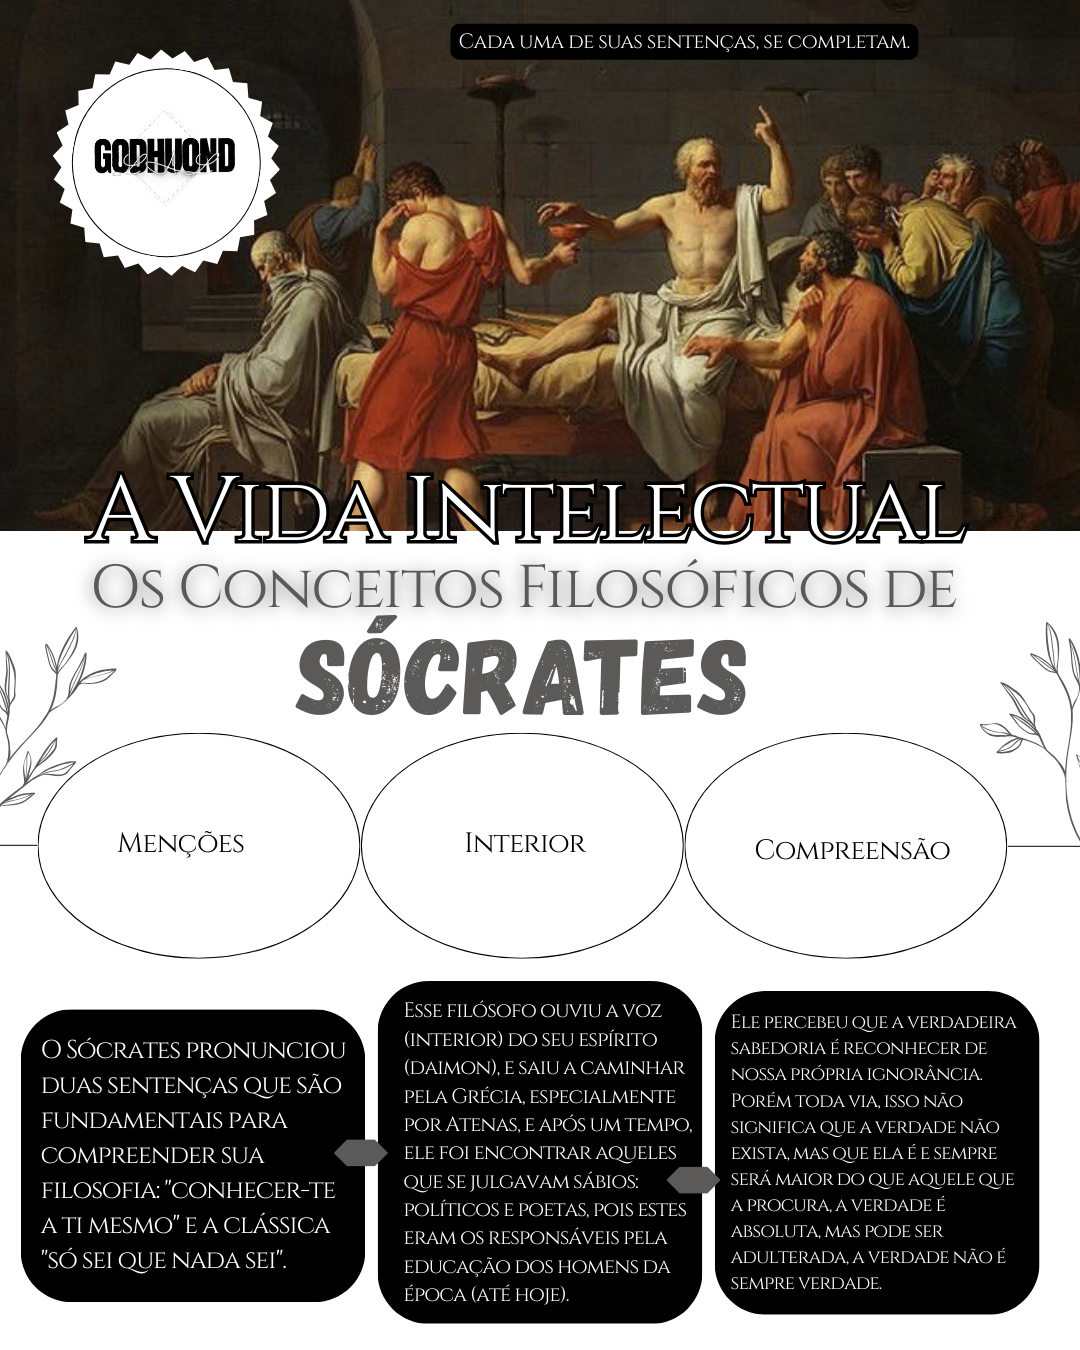 Cada uma de suas sentenças, se completam.
GODHUOND
A Vida Intelectual
Os Conceitos Filosóficos de
SÓCRATES
Menções
Interior
Compreensão
O Sócrates pronunciou
duas sentenças que são
fundamentais para
compreender sua
filosofia: "conhecer-te
a ti mesmo" e a clássica
"só sei que nada sei".
Esse filósofo ouviu a voz
(interior) do seu espírito
(daimon), e saiu a caminhar
pela Grécia, especialmente
por Atenas, e após um tempo,
ele foi encontrar aqueles
que se julgavam sábios:
políticos e poetas, pois estes
eram os responsáveis pela
educação dos homens da
época (até hoje).
Ele percebeu que a verdadeira
sabedoria é reconhecer de
nossa própria ignorância.
Porém toda via, isso não
significa que a verdade não
exista, mas que ela é e sempre
será maior do que aquele que
a procura, a verdade é
absoluta, mas pode ser
adulterada, a verdade não é
sempre verdade.